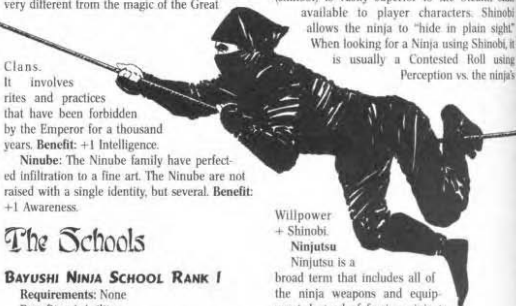 very different from the magic of the Great
Clans.
It involves
rites and practices
that have been forbidden
by the Emperor for a thousand
years. Benefit: +1 Intelligence.
Ninube: The Ninube family have perfect-
ed infiltration to a fine art. The Ninube are not
raised with a single identity, but several. Benefit:
+1 Awareness.
The Schools
BAYUSHI NINJA SCHOOL RANK I
Requirements: None
is vastly superior to the
available to player characters. Shinobi
allows the ninja to "hide in plain sight."
When looking for a Ninja using Shinobi, it
is usually a Contested Roll using
Perception vs. the ninja's
Willpower
+ Shinobi.
Ninjutsu
Ninjutsu is a
broad term that includes all of
the ninja weapons and equip-